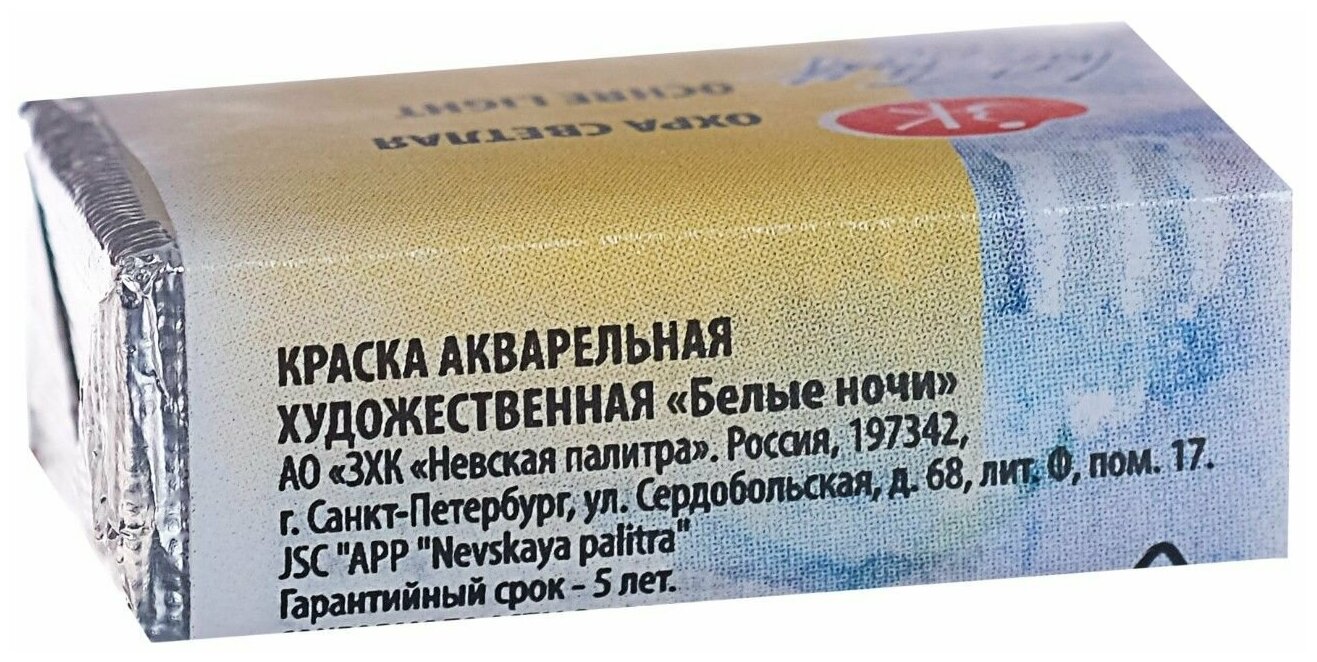 OCHRE LIGHT
ОХРА СВЕТЛАЯ
ЗК
КРАСКА АКВАРЕЛЬНАЯ
ХУДОЖЕСТВЕННАЯ «Белые ночи»
АО «ЗХК «Невская палитра». Россия, 197342,
г. Санкт-Петербург, ул. Сердобольская, д. 68, лит. Ф, пом. 17.
JSC "APP "Nevskaya palitra"
Гарантийный срок - 5 лет.